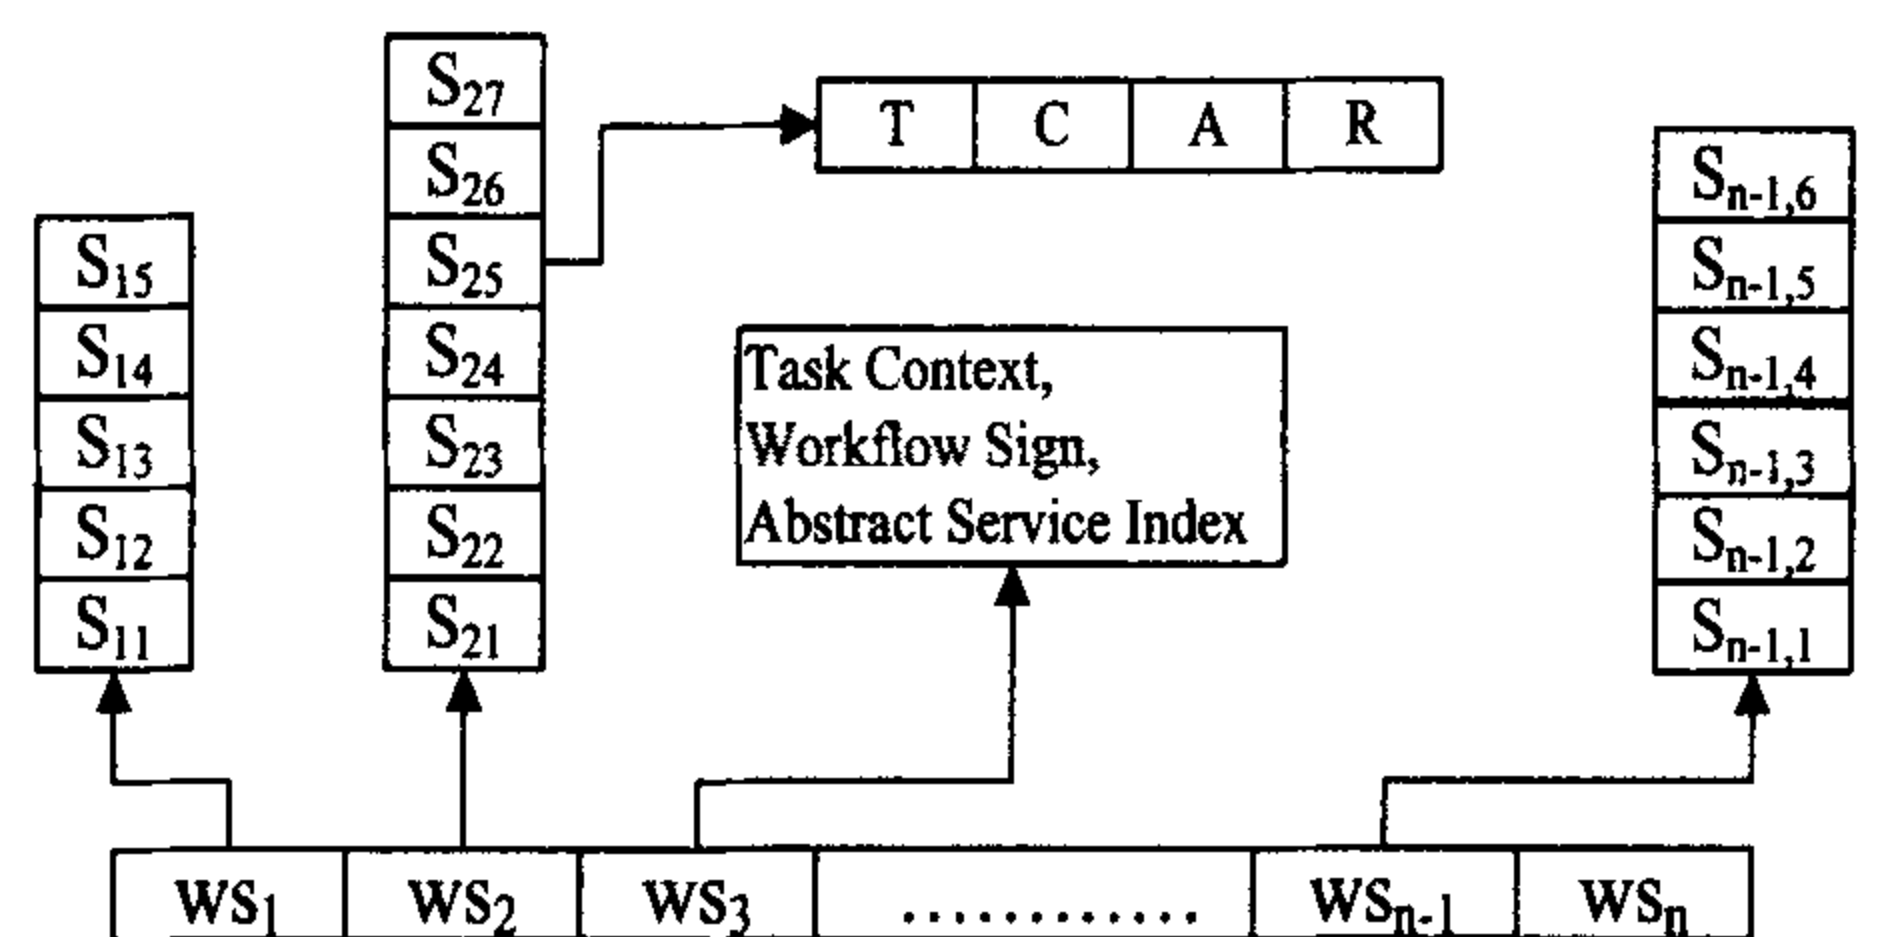 S15
S14
S13
S12
S11
S27
S26
S25
S24
S23
S22
S21
T C A R
Task Context,
Workflow Sign,
Abstract Service Index
Sn-1,6
Sn-1,5
Sn-1,4
Sn-1,3
Sn-1,2
Sn-1,1
WS1 WS2 WS3 ............ WSn-1 WSn